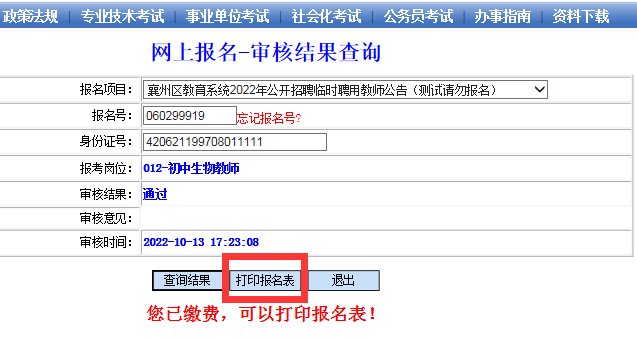 政策法规 | 专业技术考试 | 事业单位考试 | 社会化考试 | 公务员考试 | 办事指南 | 资料下载
网上报名-审核结果查询
报名项目： 襄州区教育系统2022年公开招聘临时聘用教师公告（测试请勿报名）
报名号： 060299919 忘记报名号?
身份证号： 420621199708011111
报考岗位： 012-初中生物教师
审核结果： 通过
审核意见：
审核时间： 2022-10-13 17:23:08
查询结果 打印报名表 退出
您已缴费，可以打印报名表！